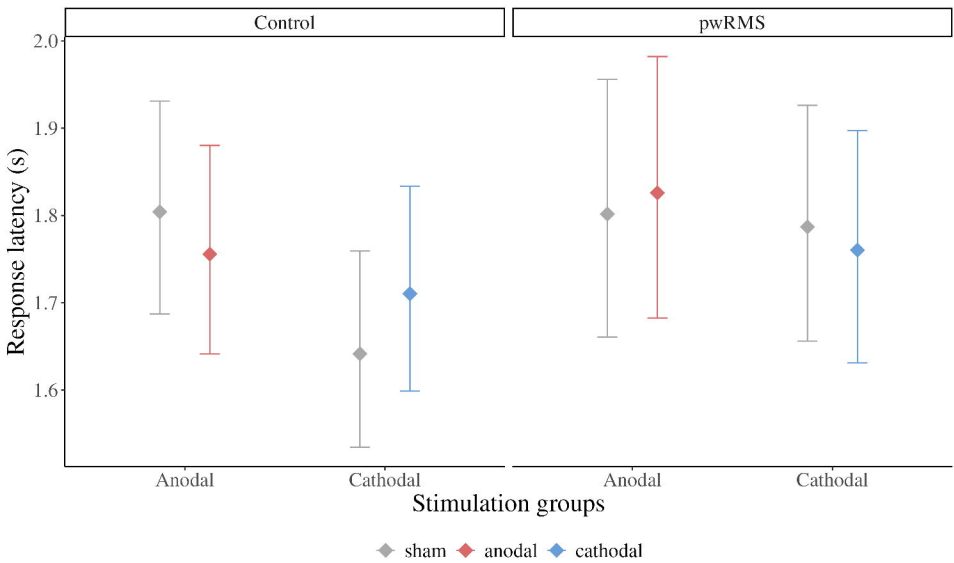 Control pwRMS
2.0
1.9
1.8
1.7
1.6
Response latency (s)
Anodal Cathodal Anodal Cathodal
Stimulation groups
sham anodal cathodal